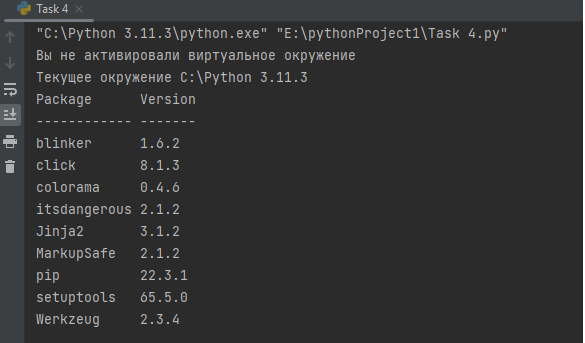 Task 4
"C:\Python 3.11.3\python.exe" "E:\pythonProject1\Task 4.py"
Вы не активировали виртуальное окружение
Текущее окружение C:\Python 3.11.3
Package      Version
------------ -------
blinker      1.6.2
click        8.1.3
colorama     0.4.6
itsdangerous 2.1.2
Jinja2       3.1.2
MarkupSafe   2.1.2
pip          22.3.1
setuptools   65.5.0
Werkzeug     2.3.4